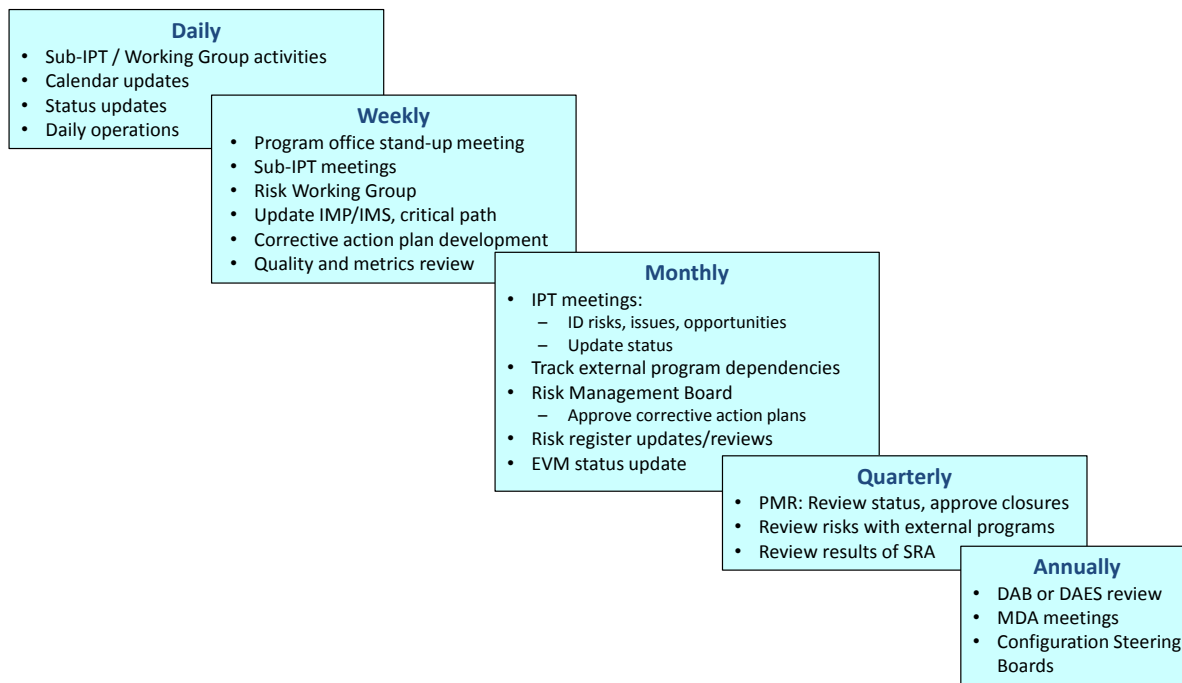 Daily
• Sub-IPT / Working Group activities
• Calendar updates
• Status updates
• Daily operations
Weekly
• Program office stand-up meeting
• Sub-IPT meetings
• Risk Working Group
• Update IMP/IMS, critical path
• Corrective action plan development
• Quality and metrics review
Monthly
• IPT meetings:
– ID risks, issues, opportunities
– Update status
• Track external program dependencies
• Risk Management Board
– Approve corrective action plans
• Risk register updates/reviews
• EVM status update
Quarterly
• PMR: Review status, approve closures
• Review risks with external programs
• Review results of SRA
Annually
• DAB or DAES review
• MDA meetings
• Configuration Steering
Boards